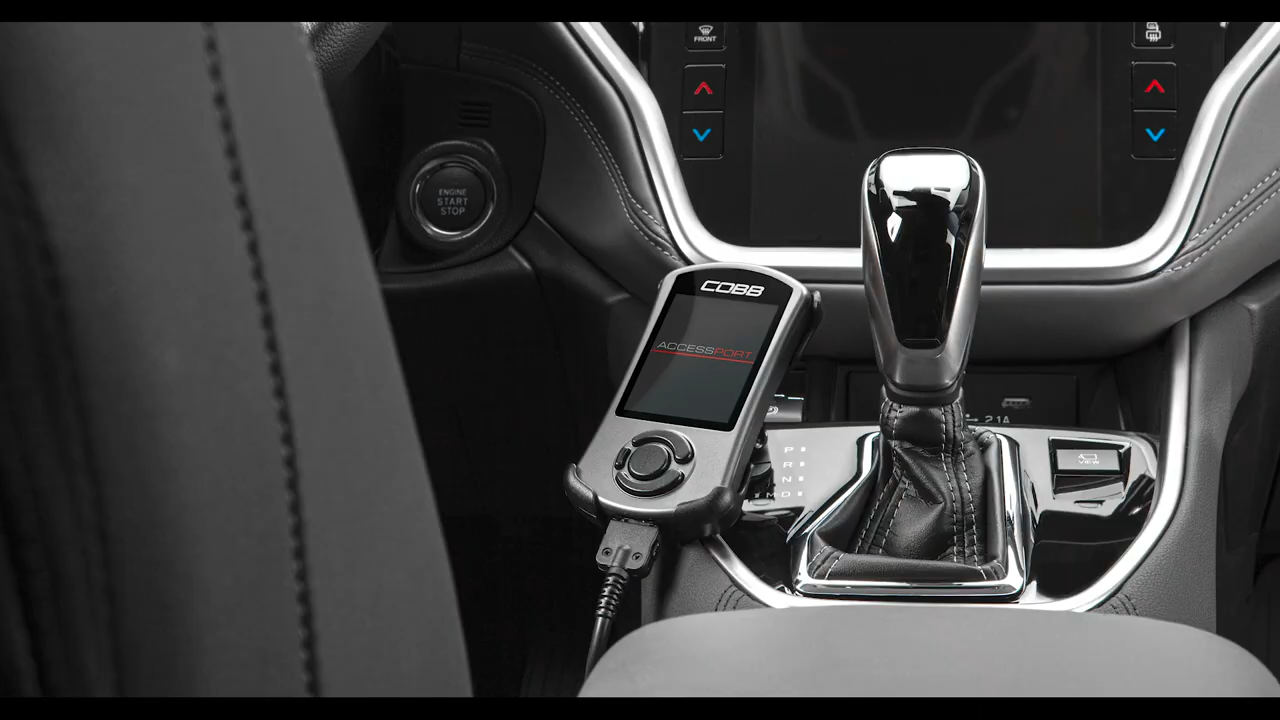 FRONT
ENGINE
START
STOP
COBB
ACCESSPORT
2.1A
P
R
N
M D
VIEW